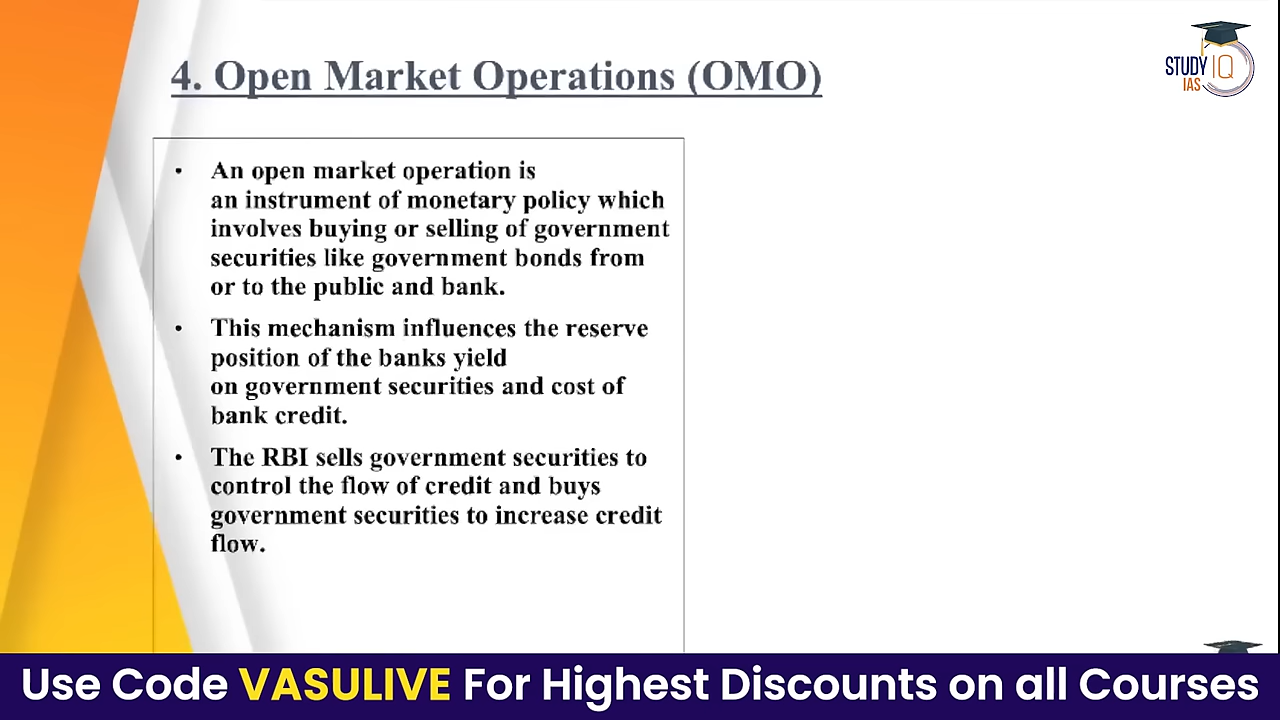 4. Open Market Operations (OMO)
STUDY IQ
IAS
• An open market operation is
an instrument of monetary policy which
involves buying or selling of government
securities like government bonds from
or to the public and bank.
• This mechanism influences the reserve
position of the banks yield
on government securities and cost of
bank credit.
• The RBI sells government securities to
control the flow of credit and buys
government securities to increase credit
flow.
Use Code VASULIVE For Highest Discounts on all Courses